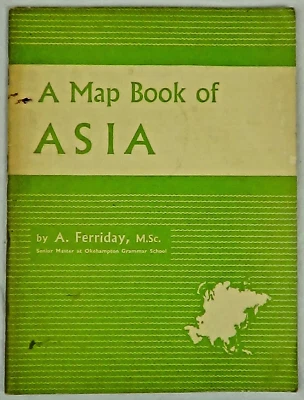 A Map Book of
ASIA
by A. Ferriday, M.Sc.
Senior Master at Okehampton Grammar School